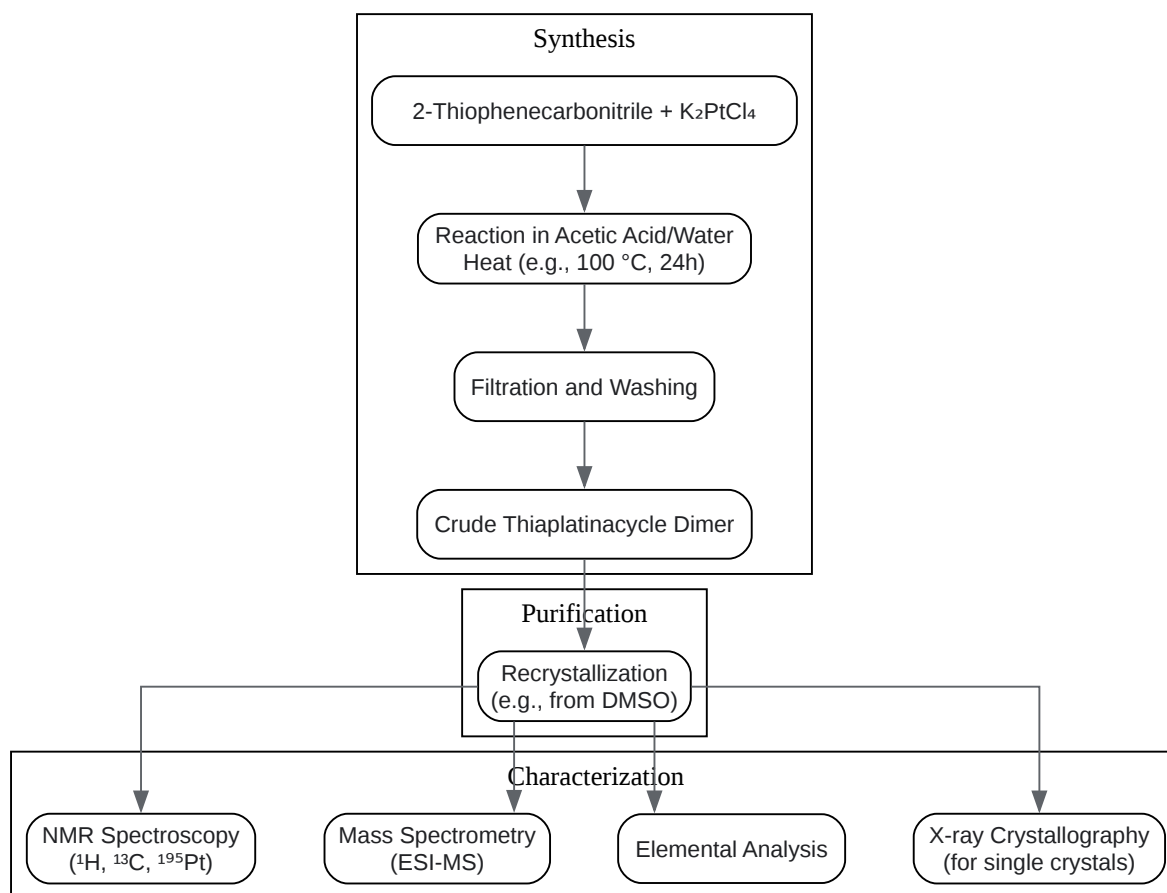 Synthesis
2-Thiophenecarbonitrile + K₂PtCl₄
Reaction in Acetic Acid/Water
Heat (e.g., 100 °C, 24h)
Filtration and Washing
Crude Thiaplatinacycle Dimer
Purification
Recrystallization
(e.g., from DMSO)
Characterization
NMR Spectroscopy
(¹H, ¹³C, ¹⁹⁵Pt)
Mass Spectrometry
(ESI-MS)
Elemental Analysis
X-ray Crystallography
(for single crystals)